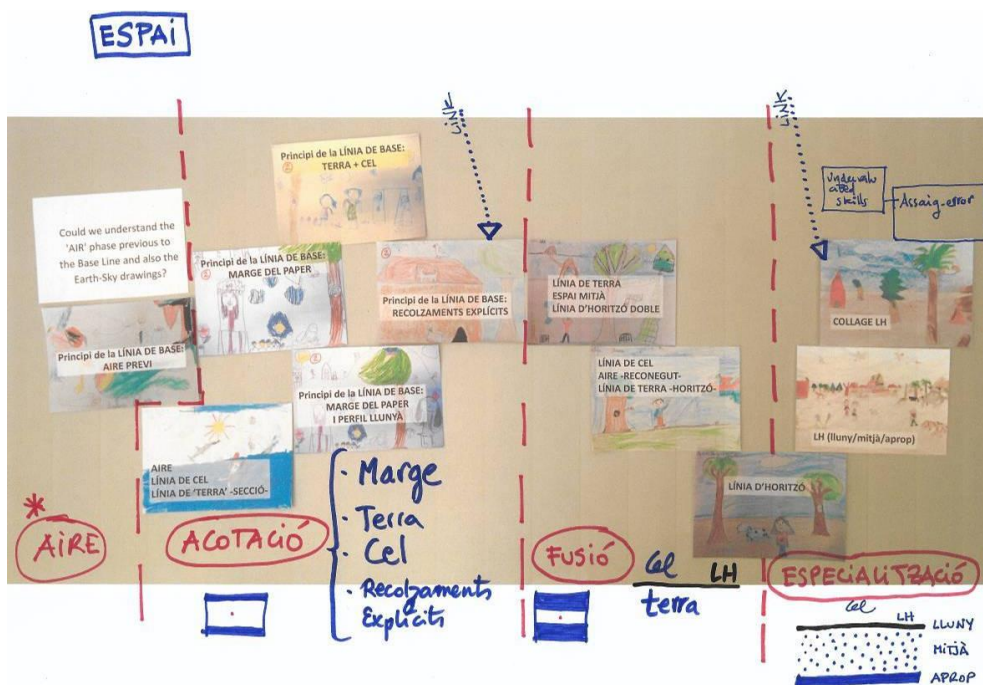 ESPAI
LINK
LINK
Principi de la LÍNIA DE BASE:
TERRA + CEL
undervalu
ated
skills
Assaig-error
Could we understand the
'AIR' phase previous to
the Base Line and also the
Earth-Sky drawings?
Principi de la LÍNIA DE BASE:
MARGE DEL PAPER
Principi de la LÍNIA DE BASE:
RECOLZAMENTS EXPLÍCITS
LÍNIA DE TERRA
ESPAI MITJÀ
LÍNIA D'HORITZÓ DOBLE
COLLAGE LH
Principi de la LÍNIA DE BASE:
AIRE PREVI
Principi de la LÍNIA DE BASE:
MARGE DEL PAPER
I PERFIL LLUNYÀ
LÍNIA DE CEL
AIRE -RECONEGUT-
LÍNIA DE TERRA -HORITZÓ-
LH (lluny/mitjà/aprop)
AIRE
LÍNIA DE CEL
LÍNIA DE 'TERRA' -SECCIÓ-
LÍNIA D'HORITZÓ
* AIRE
ACOTACIÓ
· Marge
· Terra
· Cel
· Recolzaments
Explícits
FUSIÓ
Cel LH
terra
ESPECIALITZACIÓ
Cel
LH LLUNY
MITJÀ
APROP